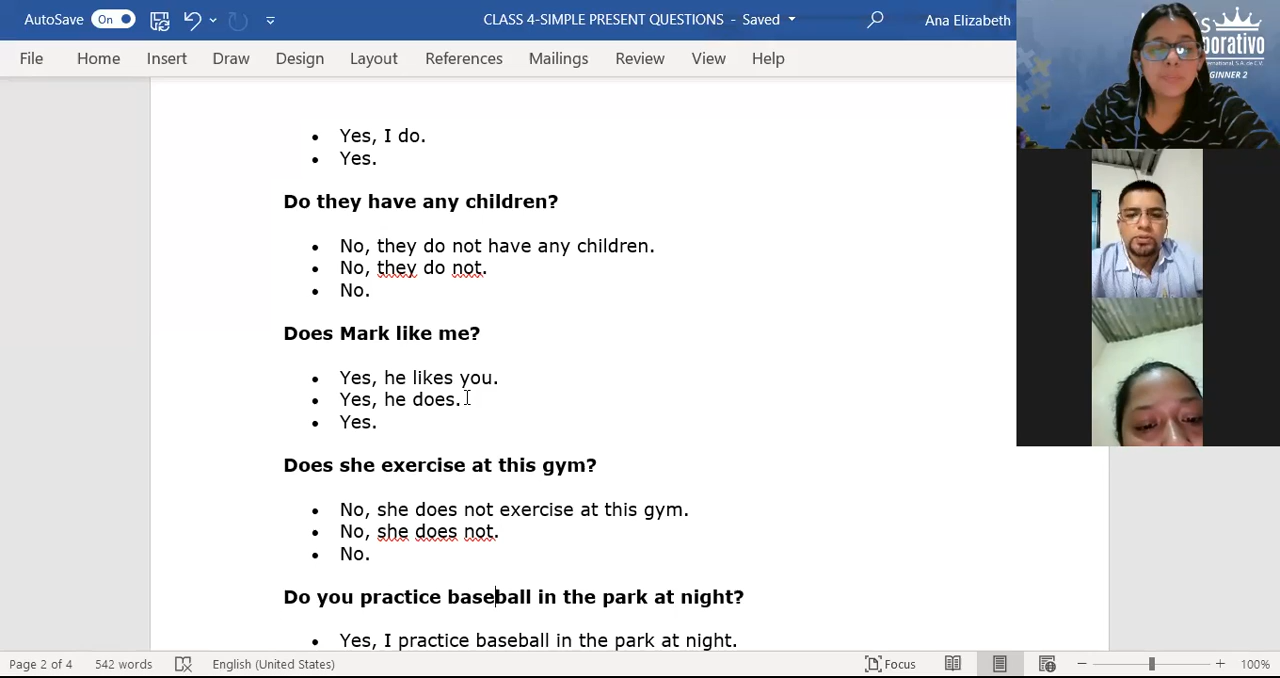 AutoSave On CLASS 4-SIMPLE PRESENT QUESTIONS - Saved Ana Elizabeth
File Home Insert Draw Design Layout References Mailings Review View Help
GINNER 2
• Yes, I do.
• Yes.
Do they have any children?
• No, they do not have any children.
• No, they do not.
• No.
Does Mark like me?
• Yes, he likes you.
• Yes, he does.
• Yes.
Does she exercise at this gym?
• No, she does not exercise at this gym.
• No, she does not.
• No.
Do you practice baseball in the park at night?
• Yes, I practice baseball in the park at night.
Page 2 of 4 542 words English (United States) Focus 100%